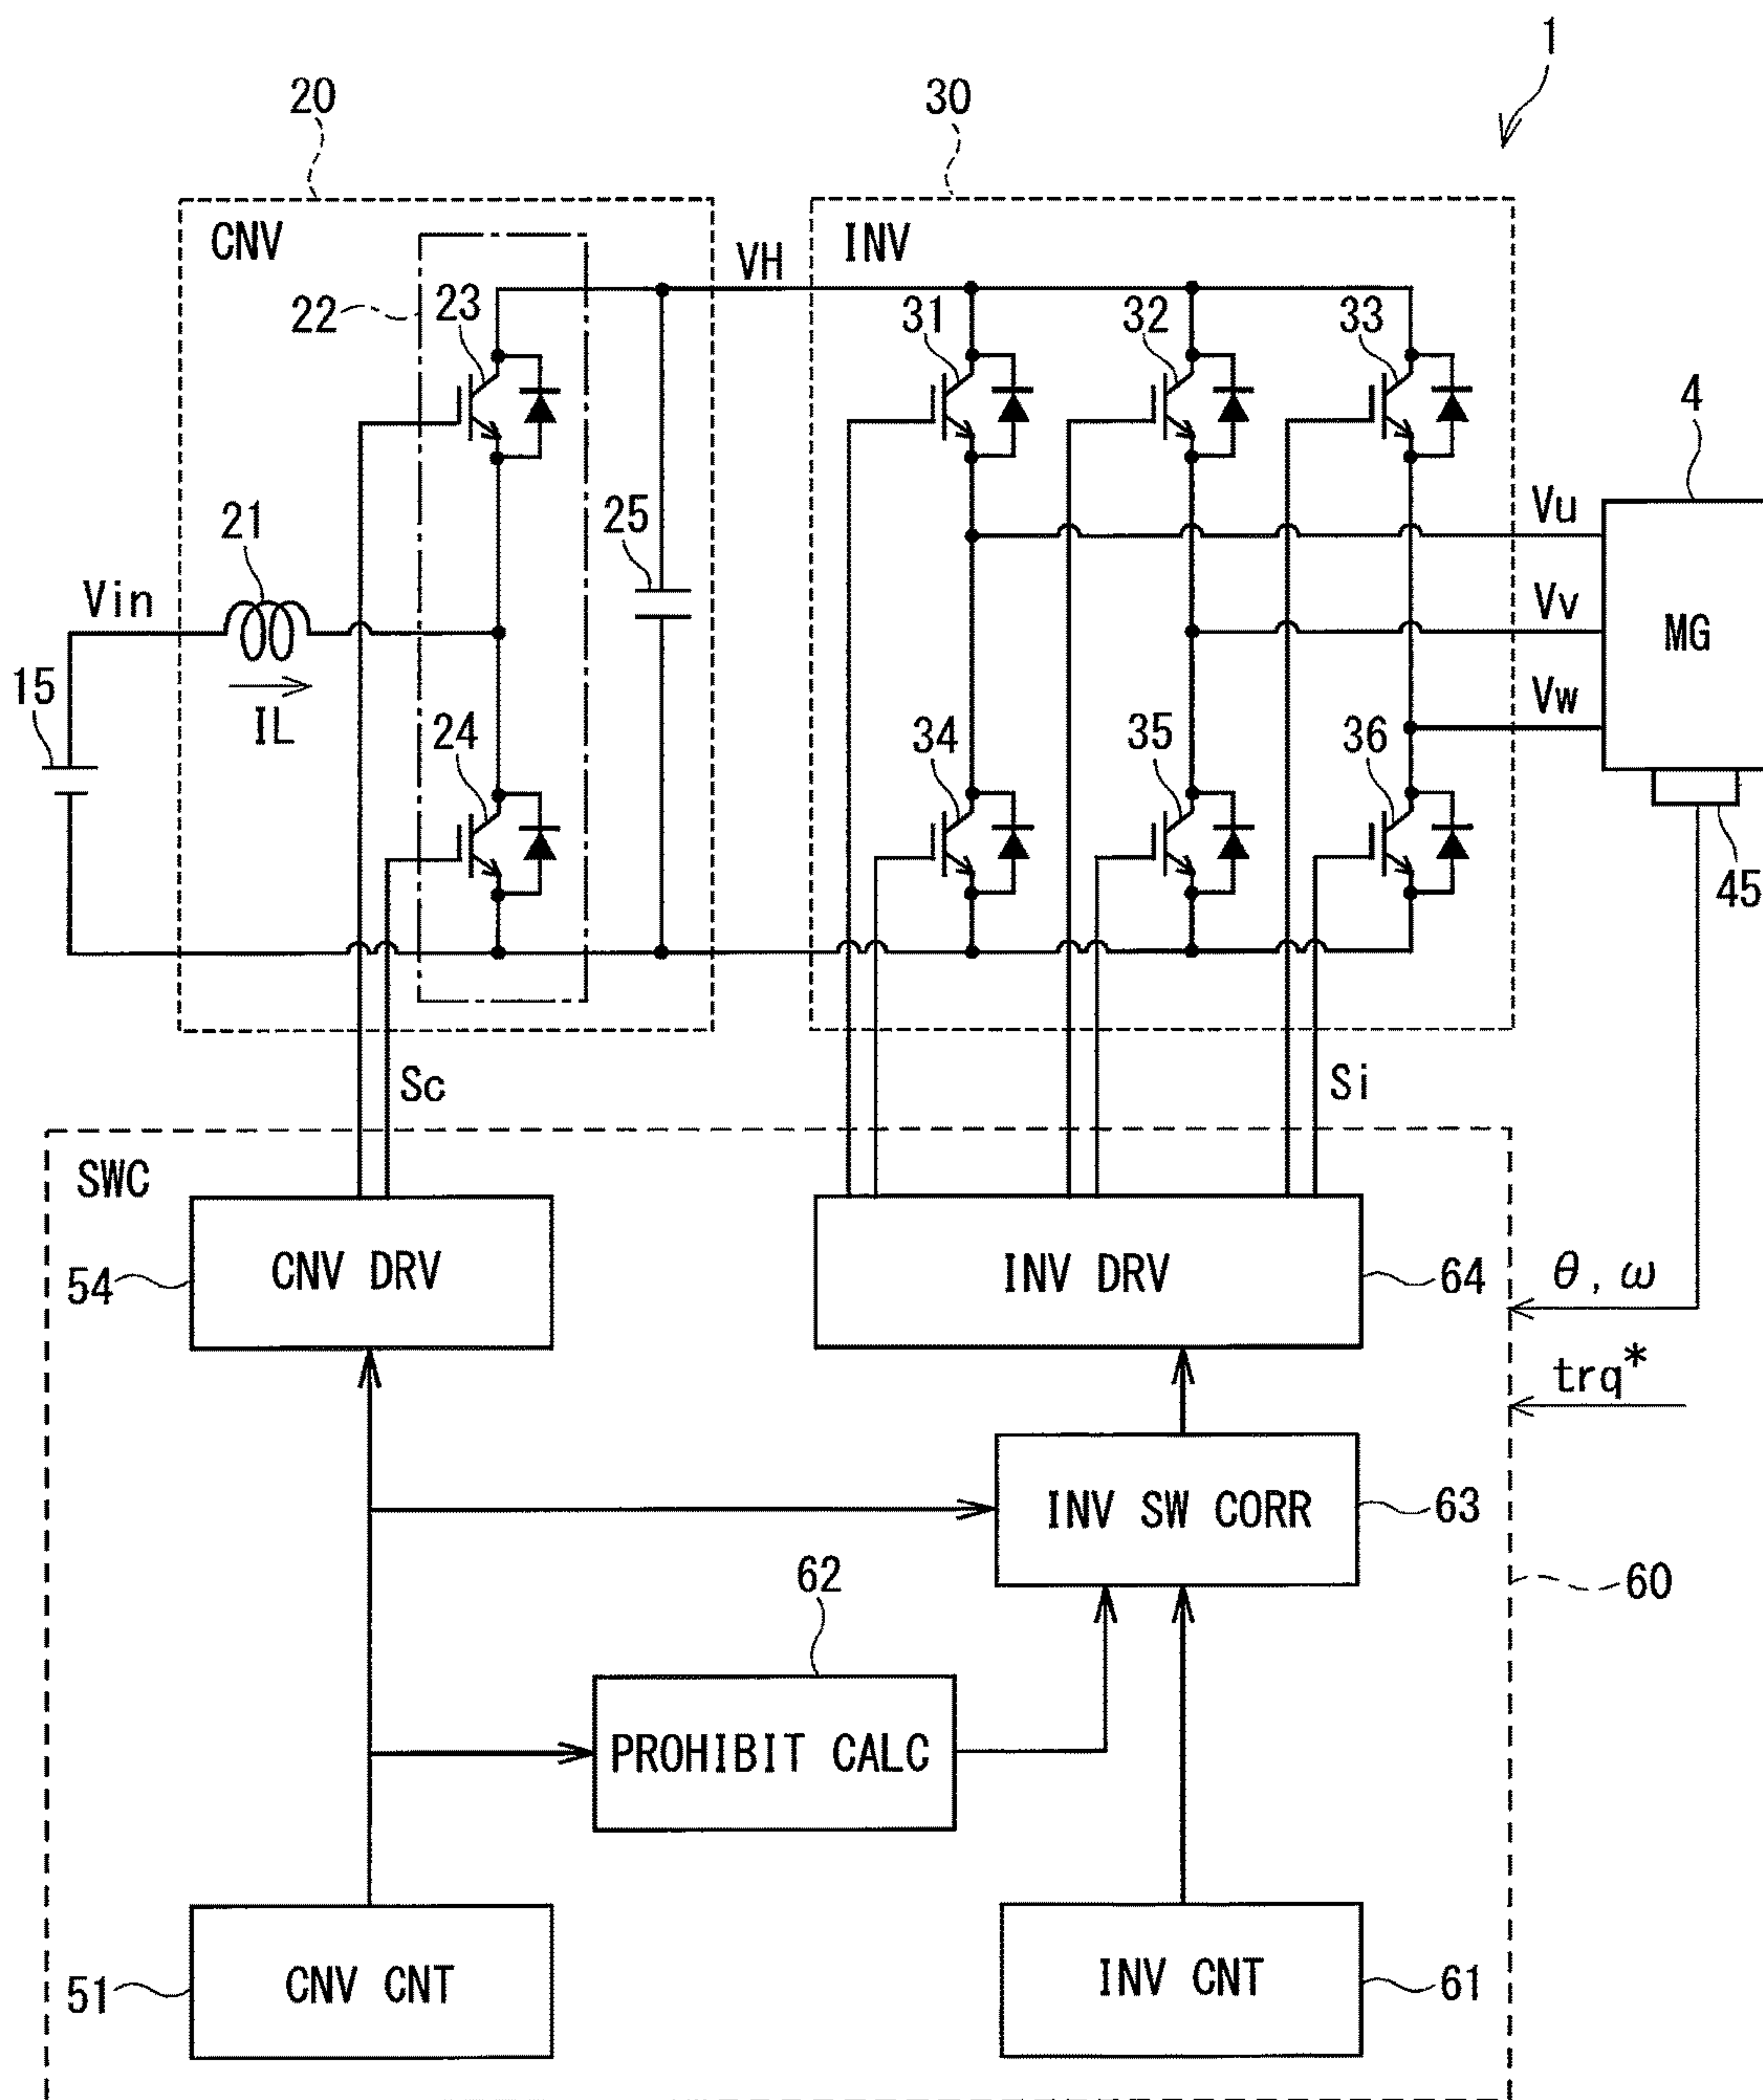 1
20
30
CNV
INV
VH
22
23
31
32
33
4
21
25
Vu
Vin
Vv
MG
15
IL
Vw
24
34
35
36
45
Sc
Si
SWC
CNV DRV
INV DRV
54
64
θ, ω
trq*
INV SW CORR
63
62
60
PROHIBIT CALC
CNV CNT
INV CNT
51
61